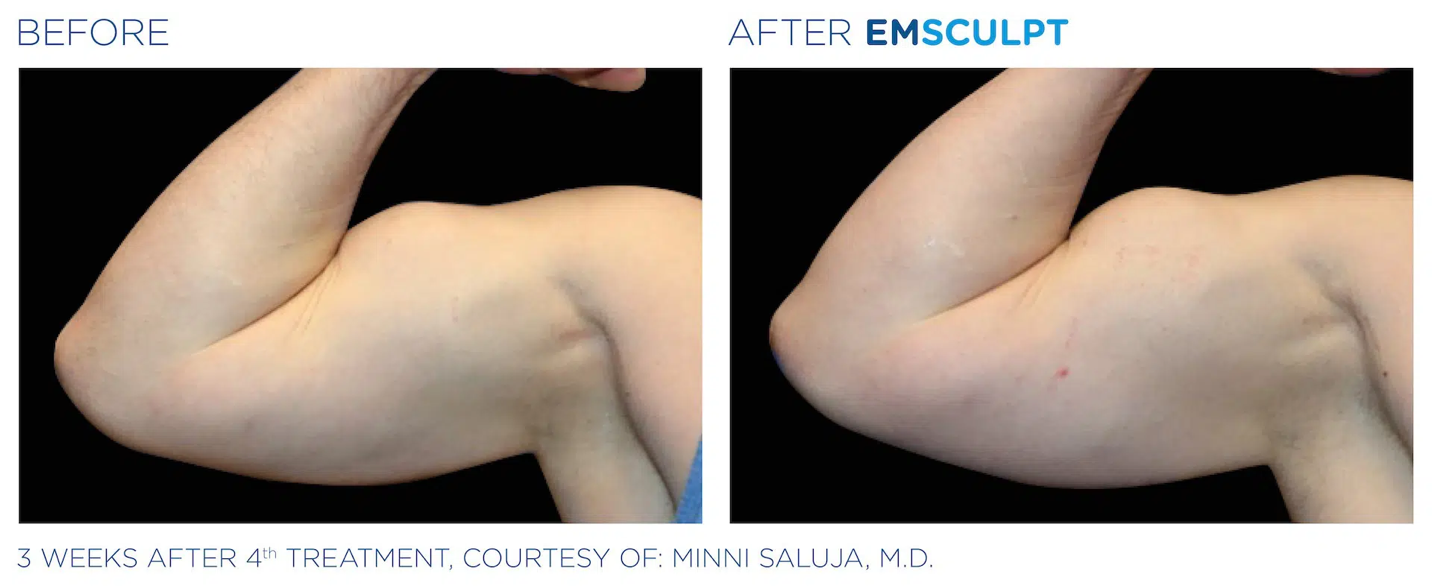 BEFORE
AFTER EMSCULPT
3 WEEKS AFTER 4th TREATMENT, COURTESY OF: MINNI SALUJA, M.D.